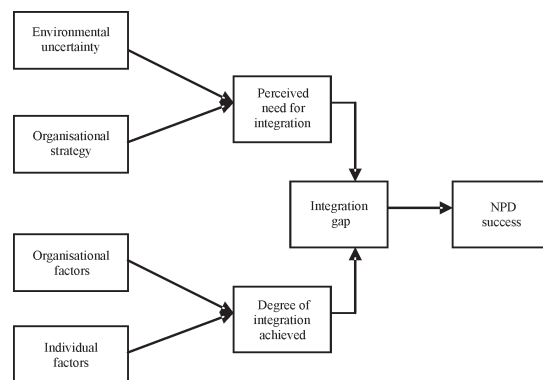 Environmental
uncertainty
Organisational
strategy
Perceived
need for
integration
Integration
gap
NPD
success
Organisational
factors
Individual
factors
Degree of
integration
achieved